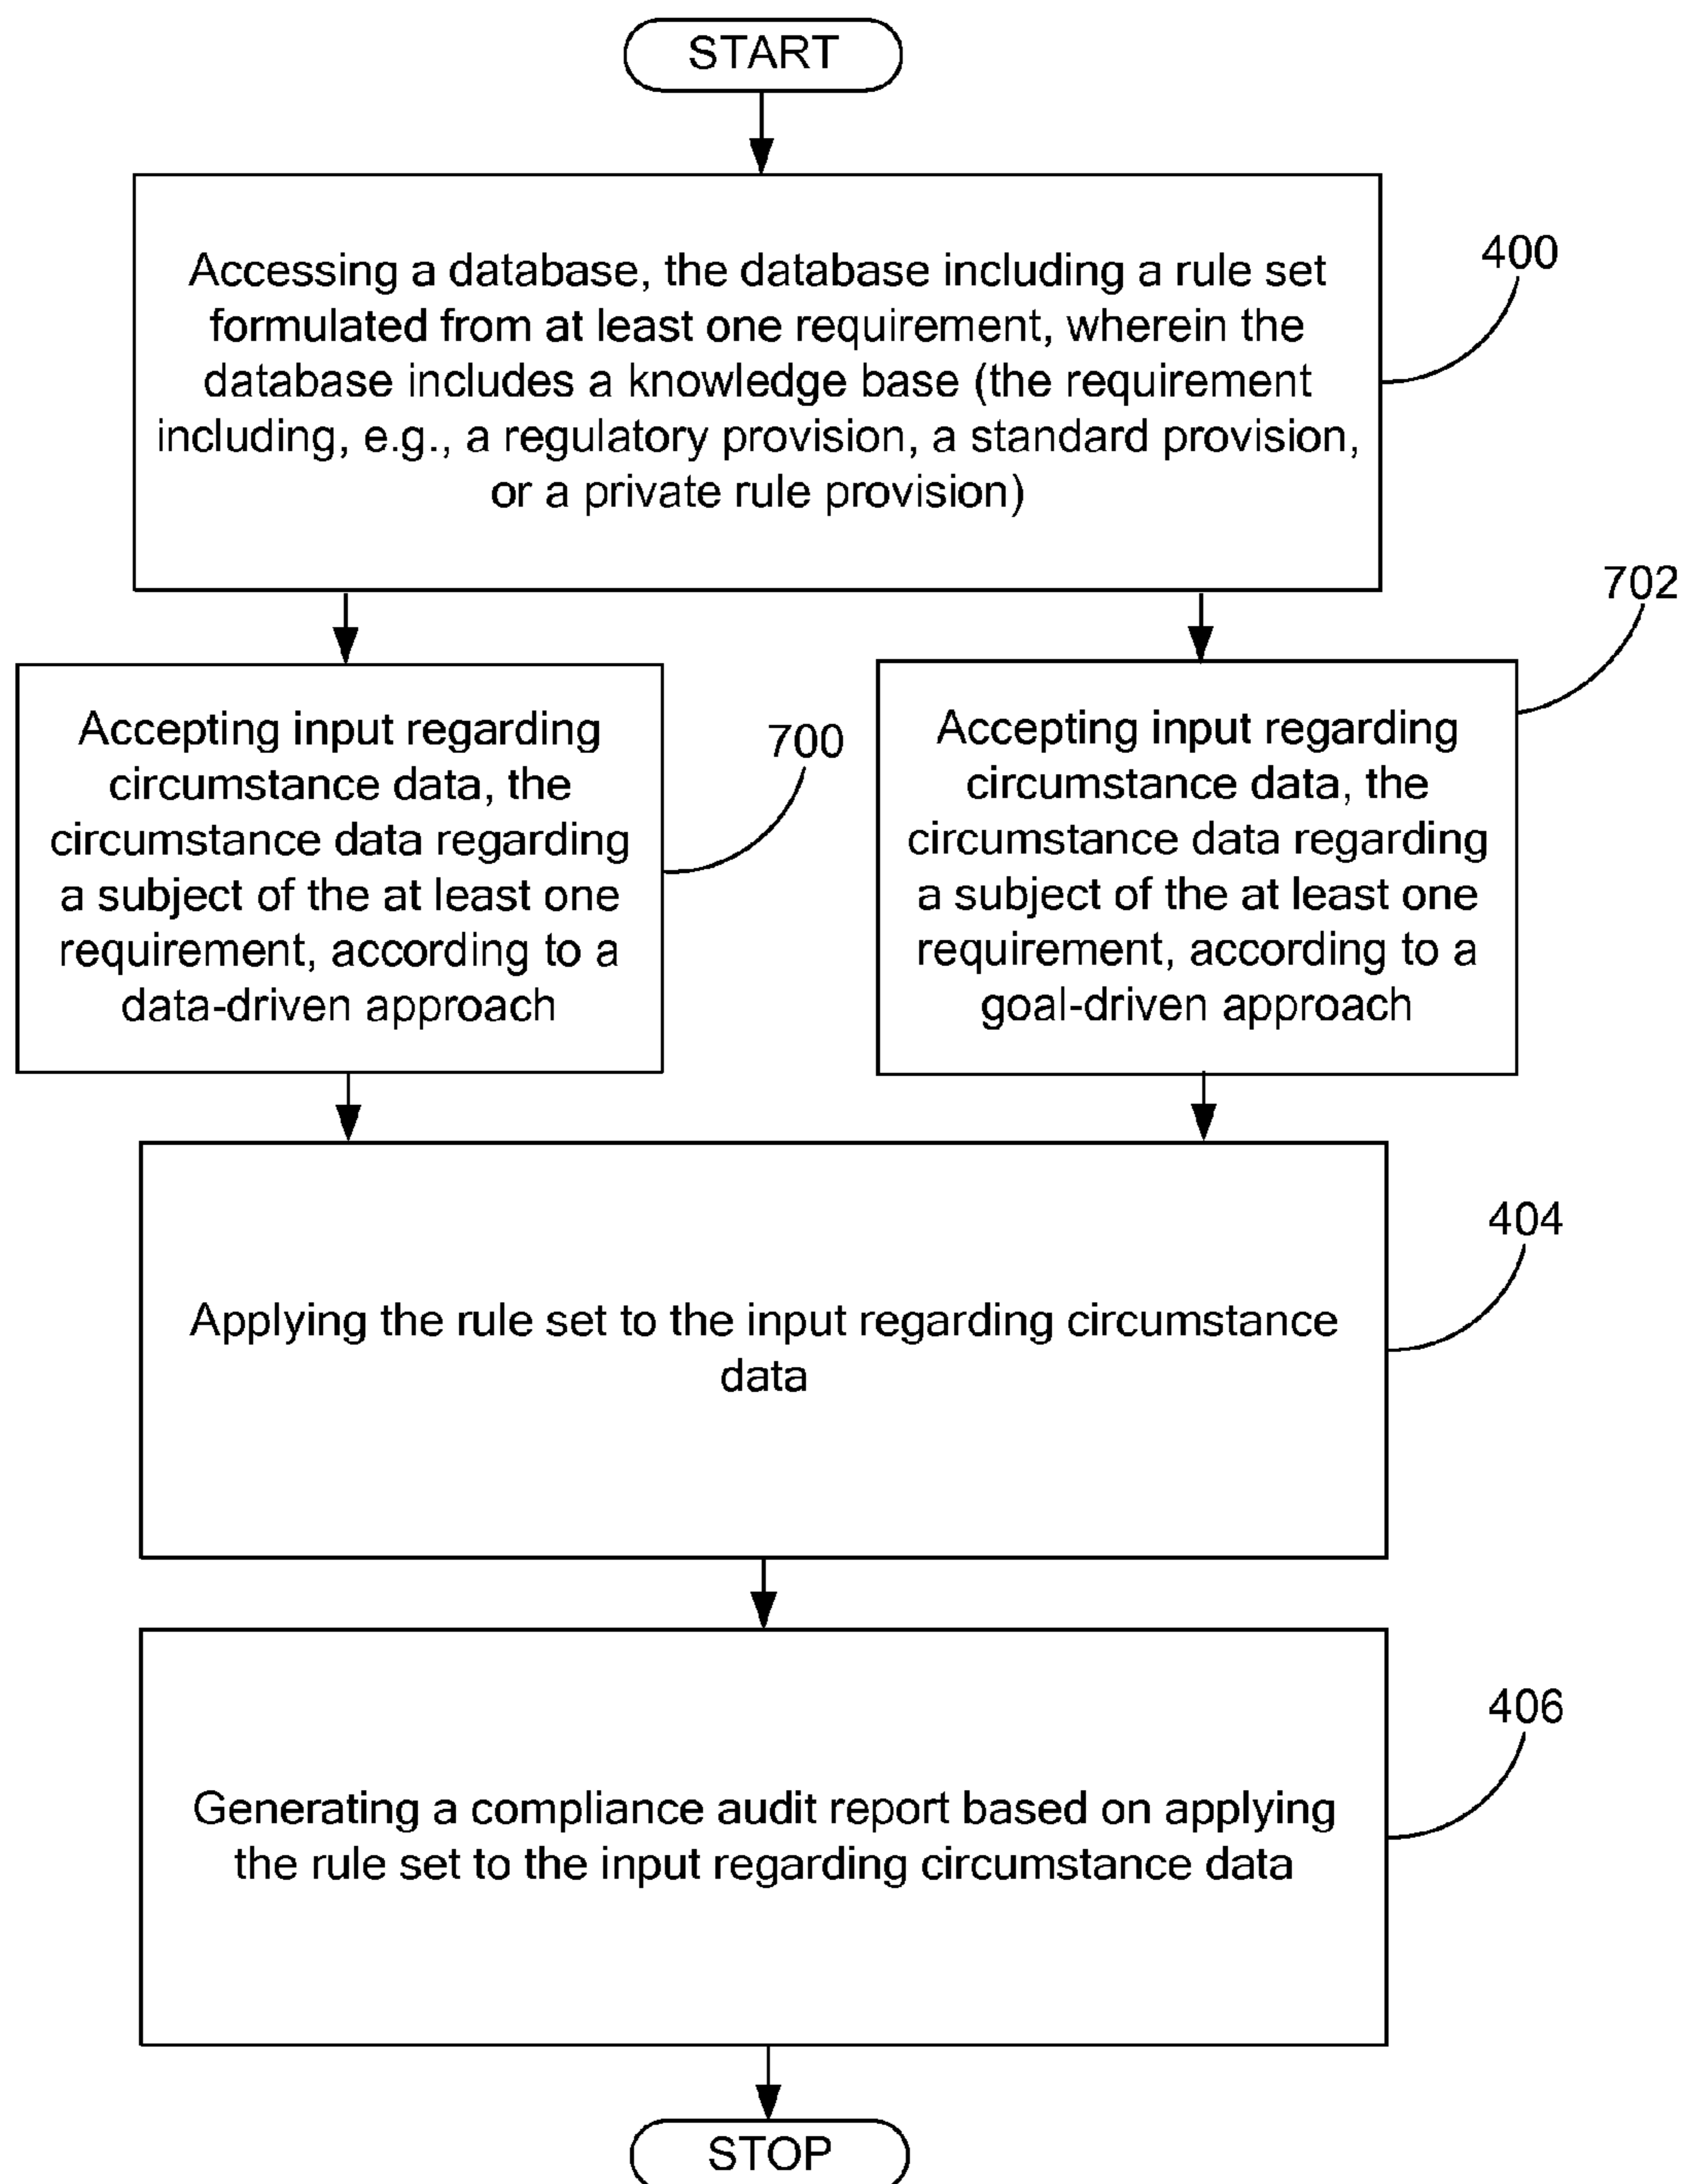 START
Accessing a database, the database including a rule set
formulated from at least one requirement, wherein the
database includes a knowledge base (the requirement
including, e.g., a regulatory provision, a standard provision,
or a private rule provision)
400
Accepting input regarding
circumstance data, the
circumstance data regarding
a subject of the at least one
requirement, according to a
data-driven approach
700
Accepting input regarding
circumstance data, the
circumstance data regarding
a subject of the at least one
requirement, according to a
goal-driven approach
702
Applying the rule set to the input regarding circumstance
data
404
Generating a compliance audit report based on applying
the rule set to the input regarding circumstance data
406
STOP